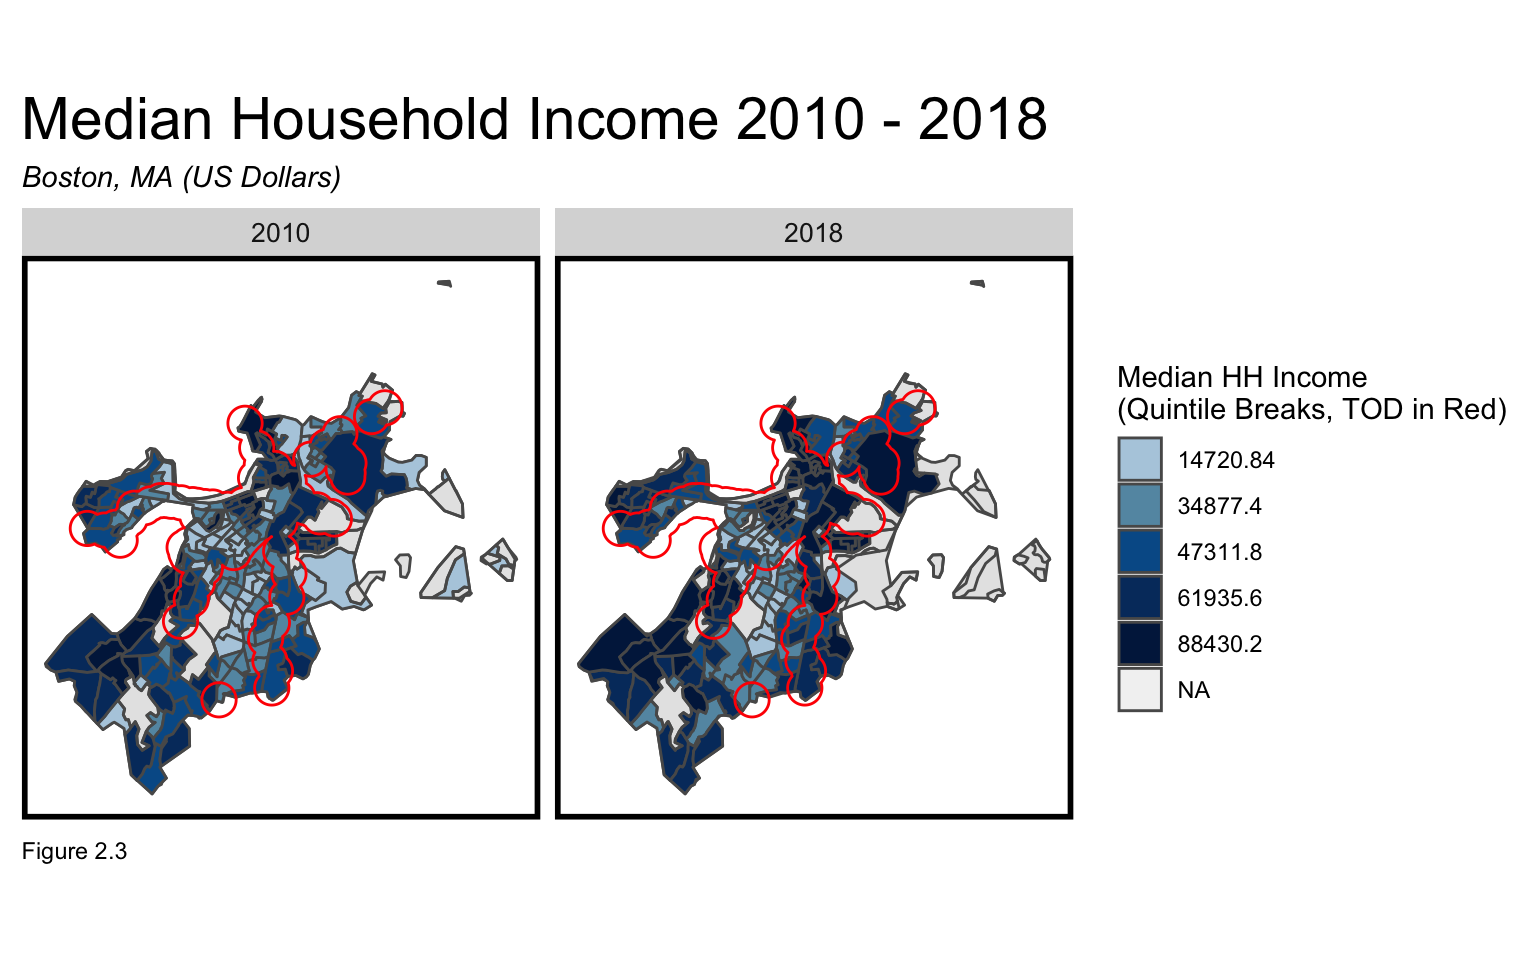 Median Household Income 2010 - 2018
Boston, MA (US Dollars)
2010
2018
Median HH Income
(Quintile Breaks, TOD in Red)
14720.84
34877.4
47311.8
61935.6
88430.2
NA
Figure 2.3